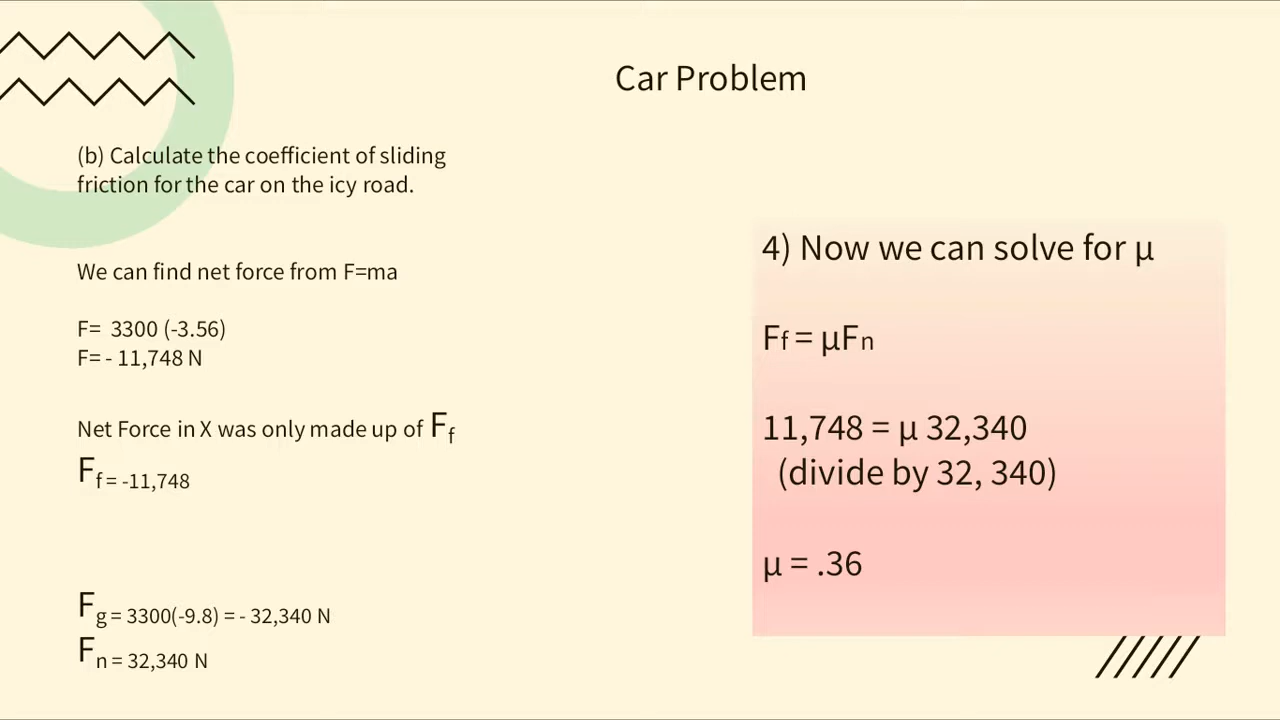 Car Problem
(b) Calculate the coefficient of sliding
friction for the car on the icy road.
We can find net force from F=ma
F= 3300 (-3.56)
F= - 11,748 N
Net Force in X was only made up of Ff
Ff = -11,748
Fg = 3300(-9.8) = - 32,340 N
Fn = 32,340 N
4) Now we can solve for μ
Ff = μFn
11,748 = μ 32,340
(divide by 32, 340)
μ = .36